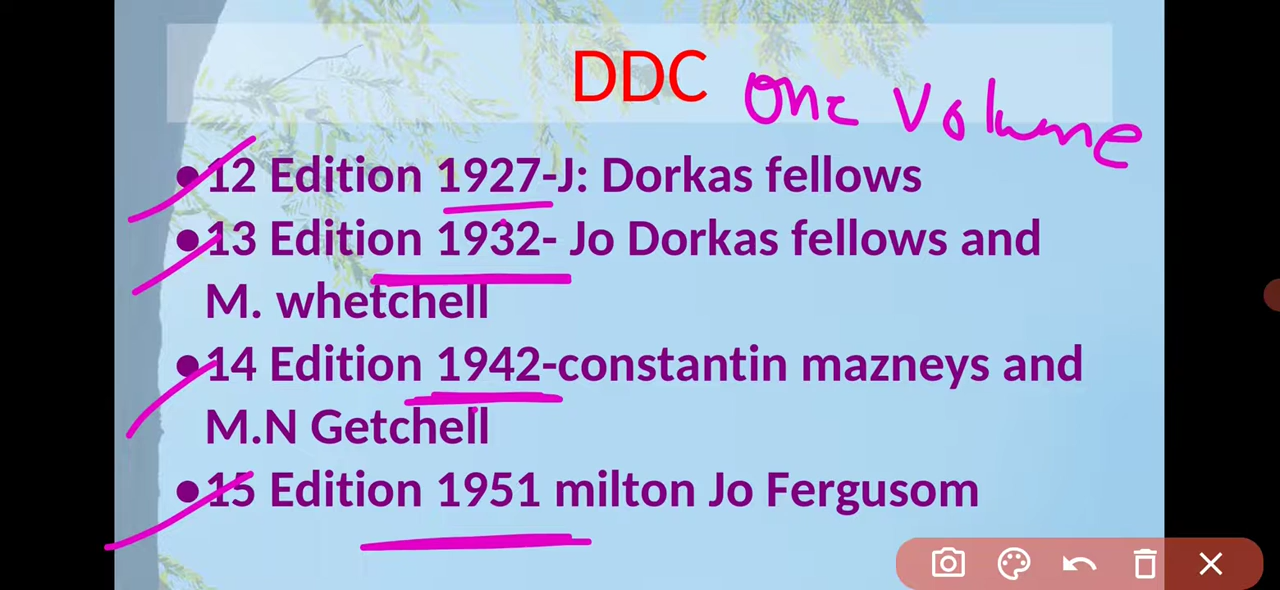 DDC one volume
•12 Edition 1927-J: Dorkas fellows
•13 Edition 1932- Jo Dorkas fellows and
M. whetchell
•14 Edition 1942-constantin mazneys and
M.N Getchell
•15 Edition 1951 milton Jo Fergusom